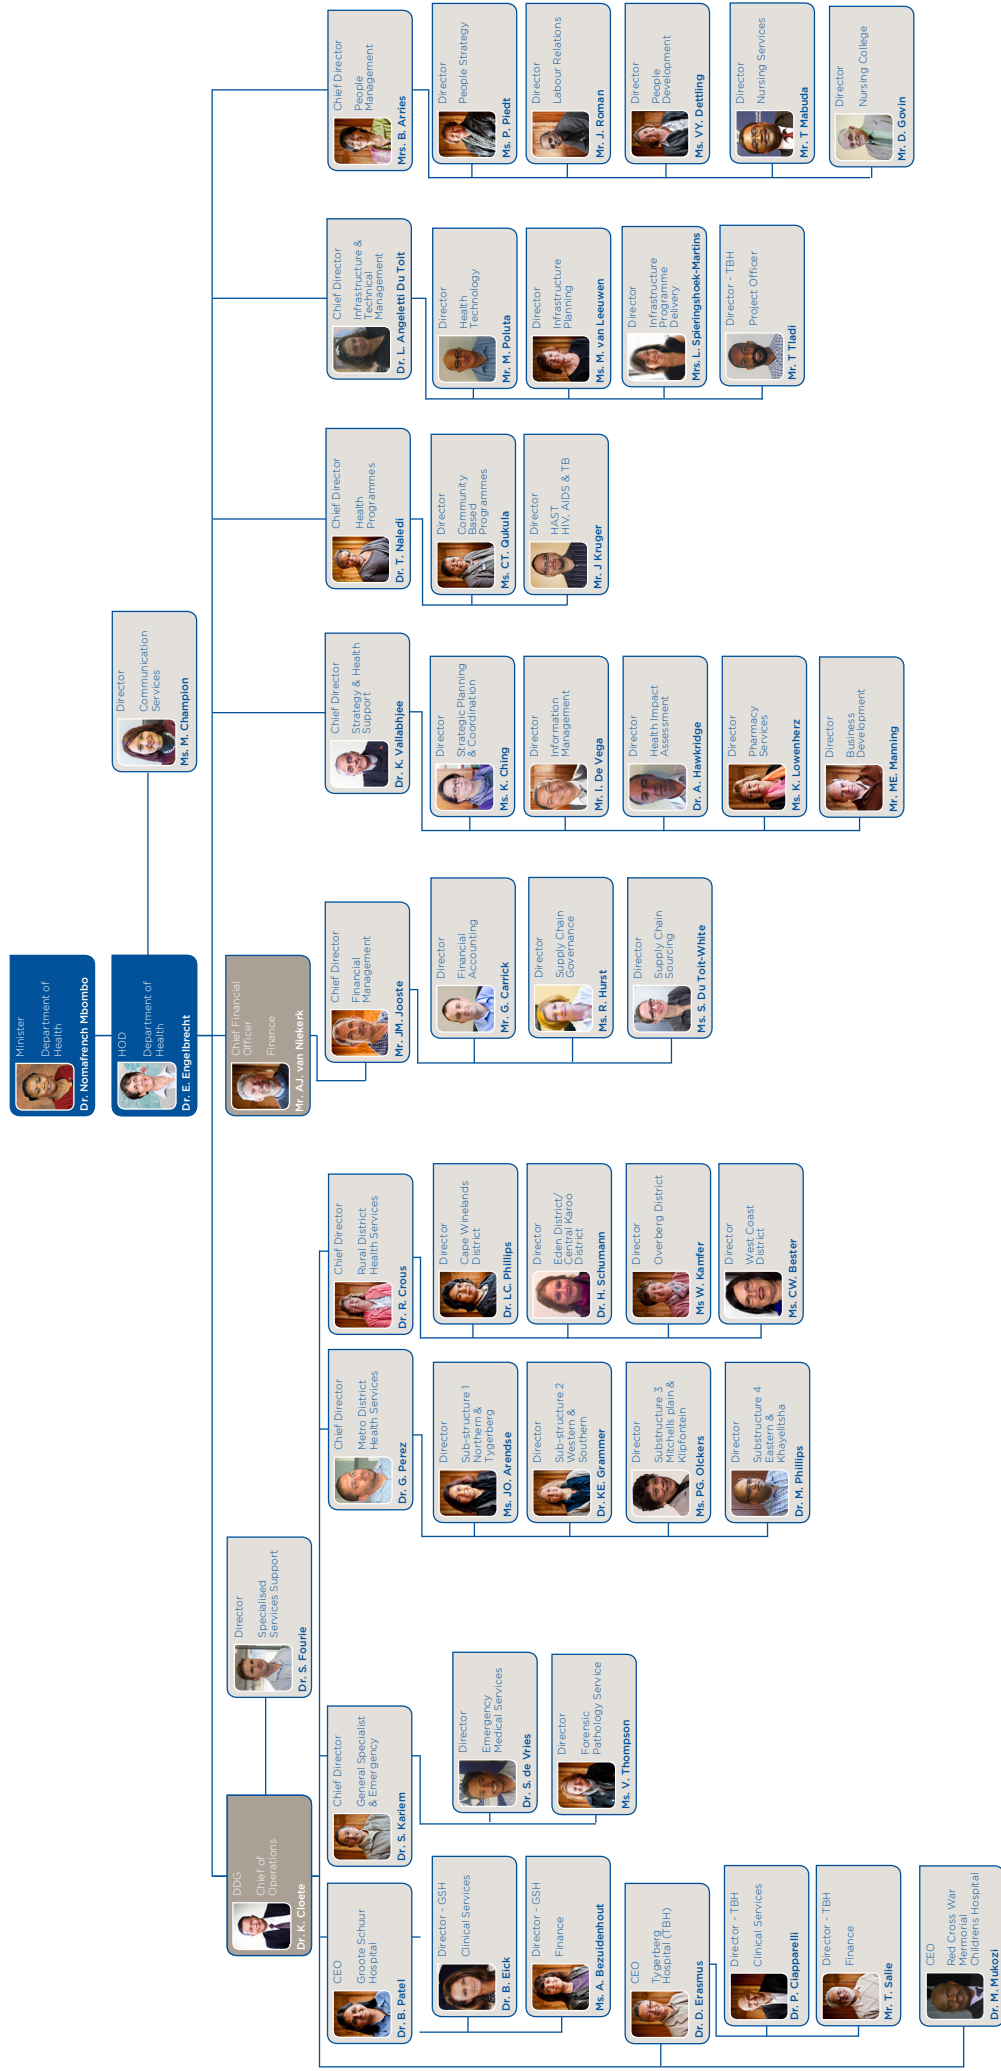 Minister
Department of
Health
Dr. Nomafrench Mbombo
HOD
Department of
Health
Dr. E. Engelbrecht
Director
Communication
Services
Ms. M. Champion
DDG
Chief of
Operations
Dr. K. Cloete
Director
Specialised
Services Support
Dr. S. Fourie
Chief Financial
Officer
Finance
Mr. AJ. van Niekerk
CEO
Groote Schuur
Hospital
Dr. B. Patel
Director - GSH
Clinical Services
Dr. B. Eick
Director - GSH
Finance
Ms. A. Bezuidenhout
CEO
Tygerberg
Hospital (TBH)
Dr. D. Erasmus
Director - TBH
Clinical Services
Dr. P. Ciapparelli
Director - TBH
Finance
Mr. T. Salie
CEO
Red Cross War
Memorial
Childrens Hospital
Dr. M. Mukozi
Chief Director
General Specialist
& Emergency
Dr. S. Kariem
Director
Emergency
Medical Services
Dr. S. de Vries
Director
Forensic
Pathology Service
Ms. V. Thompson
Chief Director
Metro District
Health Services
Dr. G. Perez
Director
Sub-structure 1
Northern &
Tygerberg
Ms. JO. Arendse
Director
Sub-structure 2
Western &
Southern
Dr. KE. Grammer
Director
Substructure 3
Mitchells plain &
Klipfontein
Ms. PG. Olckers
Director
Substructure 4
Eastern &
Khayelitsha
Dr. M. Phillips
Chief Director
Rural District
Health Services
Dr. R. Crous
Director
Cape Winelands
District
Dr. LC. Phillips
Director
Eden District/
Central Karoo
District
Dr. H. Schumann
Director
Overberg District
Ms W. Kamfer
Director
West Coast
District
Ms. CW. Bester
Chief Director
Financial
Management
Mr. JM. Jooste
Director
Financial
Accounting
Mr. G. Carrick
Director
Supply Chain
Governance
Ms. R. Hurst
Director
Supply Chain
Sourcing
Ms. S. Du Toit-White
Chief Director
Strategy & Health
Support
Dr. K. Vallabhjee
Director
Strategic Planning
& Coordination
Ms. K. Ching
Director
Information
Management
Mr. I. De Vega
Director
Health Impact
Assessment
Dr. A. Hawkridge
Director
Pharmacy
Services
Ms. K. Lowenherz
Director
Business
Development
Mr. ME. Manning
Chief Director
Health
Programmes
Dr. T. Naledi
Director
Community
Based
Programmes
Ms. CT. Qukula
Director
HAST
HIV, AIDS & TB
Mr. J Kruger
Chief Director
Infrastructure &
Technical
Management
Dr. L. Angeletti Du Toit
Director
Health
Technology
Mr. M. Poluta
Director
Infrastructure
Planning
Ms. M. van Leeuwen
Director
Infrastructure
Programme
Delivery
Mrs. L. Spieringshoek-Martins
Director - TBH
Project Officer
Mr. T Tladi
Chief Director
People
Management
Mrs. B. Arries
Director
People Strategy
Ms. P. Piedt
Director
Labour Relations
Mr. J. Roman
Director
People
Development
Ms. VY. Dettling
Director
Nursing Services
Mr. T Mabuda
Director
Nursing College
Mr. D. Govin